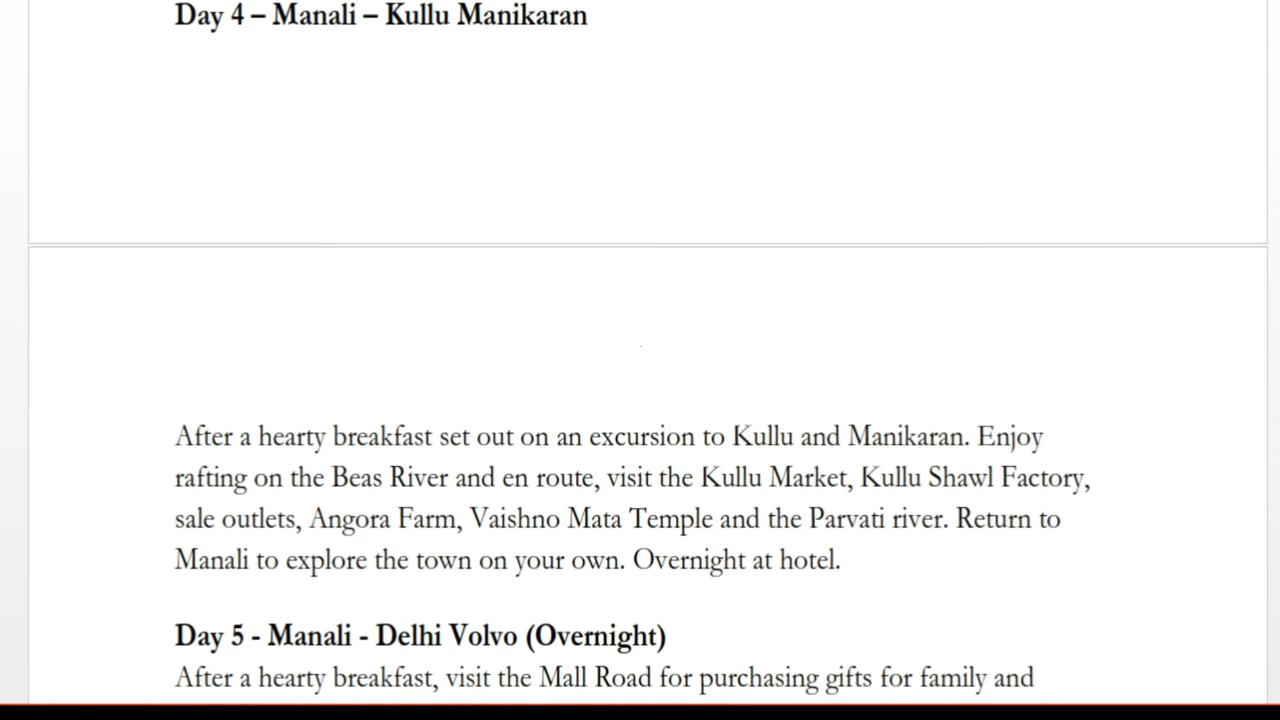 Day 4 – Manali – Kullu Manikaran
After a hearty breakfast set out on an excursion to Kullu and Manikaran. Enjoy
rafting on the Beas River and en route, visit the Kullu Market, Kullu Shawl Factory,
sale outlets, Angora Farm, Vaishno Mata Temple and the Parvati river. Return to
Manali to explore the town on your own. Overnight at hotel.
Day 5 - Manali - Delhi Volvo (Overnight)
After a hearty breakfast, visit the Mall Road for purchasing gifts for family and